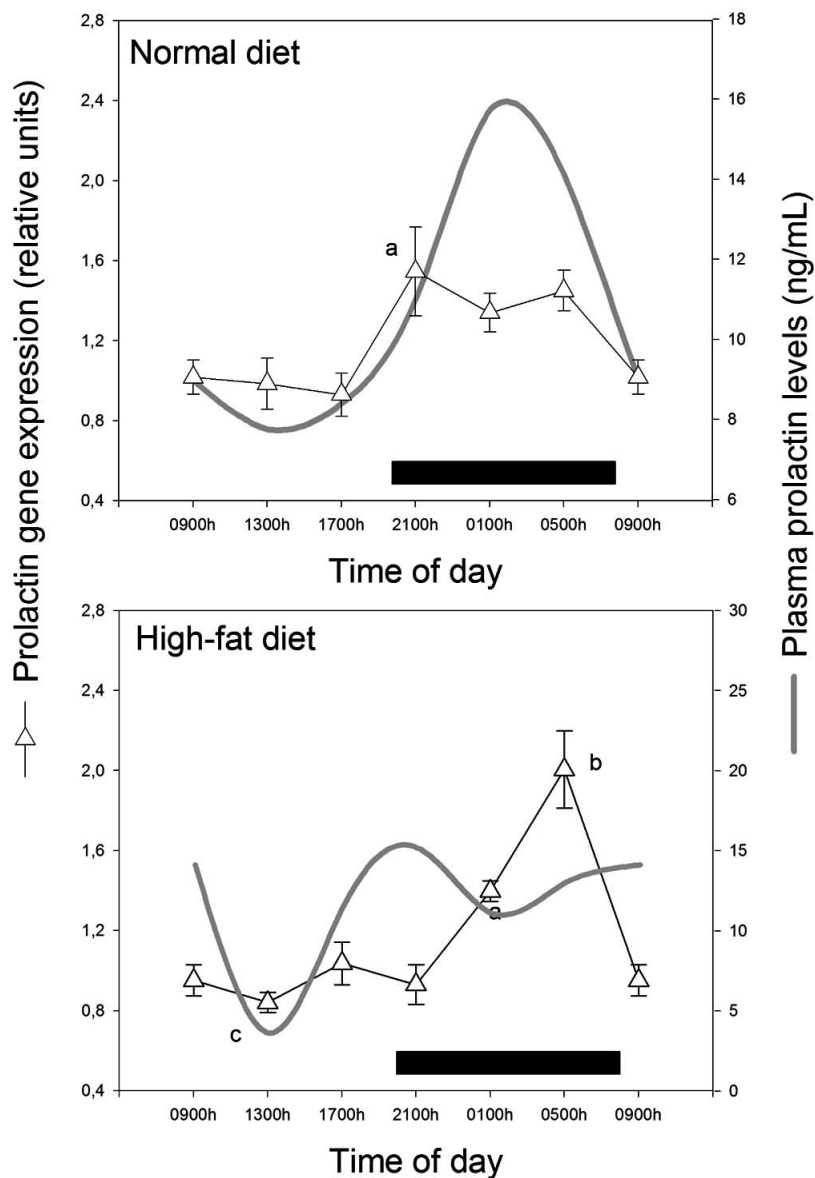 Prolactin gene expression (relative units)
Plasma prolactin levels (ng/mL)
Normal diet
2,8
2,4
2,0
1,6
1,2
0,8
0,4
18
16
14
12
10
8
6
a
0900h 1300h 1700h 2100h 0100h 0500h 0900h
Time of day
High-fat diet
2,8
2,4
2,0
1,6
1,2
0,8
0,4
30
25
20
15
10
5
0
b
a
c
0900h 1300h 1700h 2100h 0100h 0500h 0900h
Time of day